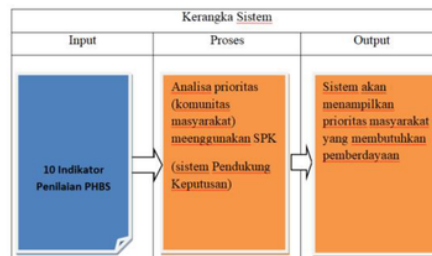 Kerangka Sistem
Input
Proses
Output
10 Indikator
Penilaian PHBS
Analisa prioritas
(komunitas
masyarakat)
meenggunakan SPK
(sistem Pendukung
Keputusan)
Sistem akan
menampilkan
prioritas masyarakat
yang membutuhkan
pemberdayaan